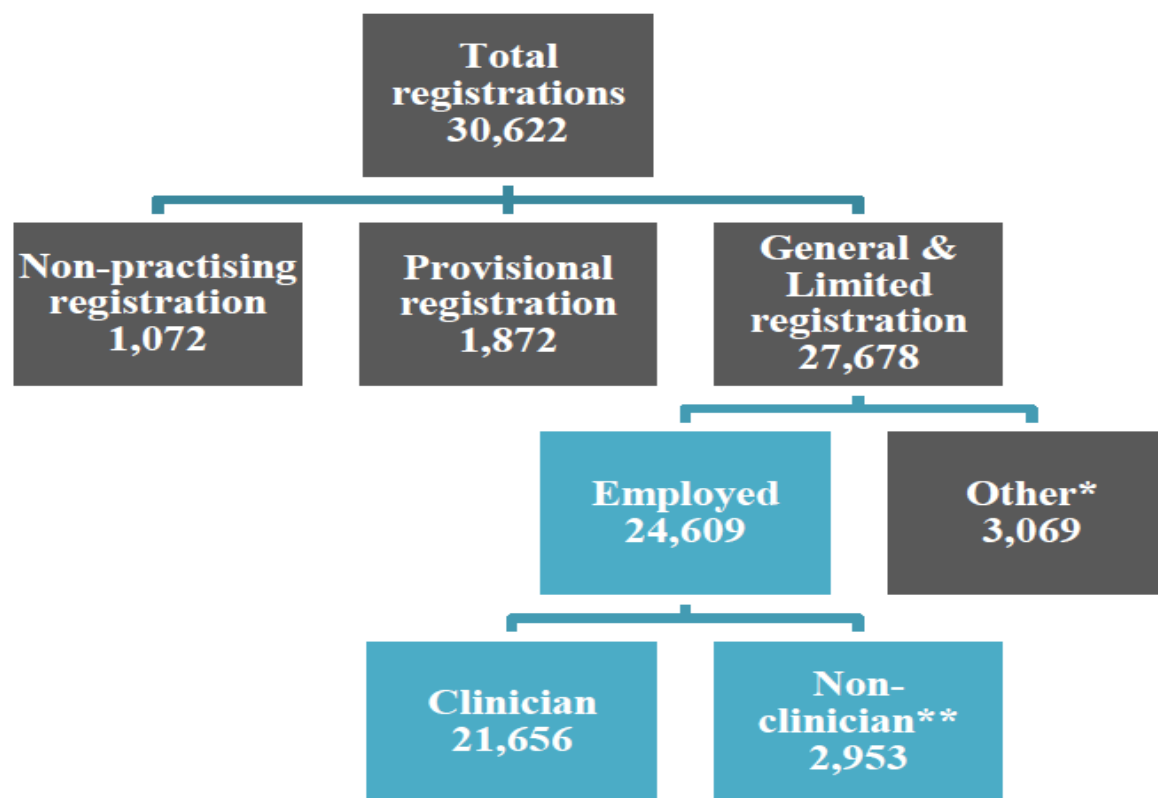 Total
registrations
30,622
Non-practising
registration
1,072
Provisional
registration
1,872
General &
Limited
registration
27,678
Employed
24,609
Other*
3,069
Clinician
21,656
Non-
clinician**
2,953